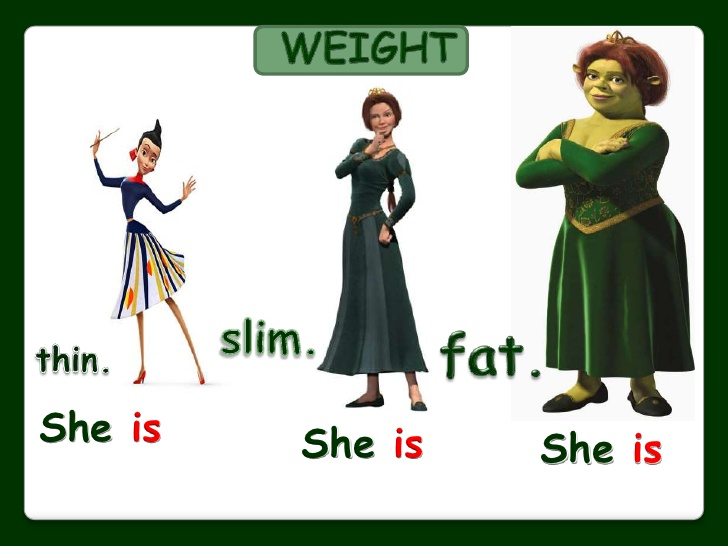 WEIGHT
thin.
slim.
fat.
She is
She is
She is